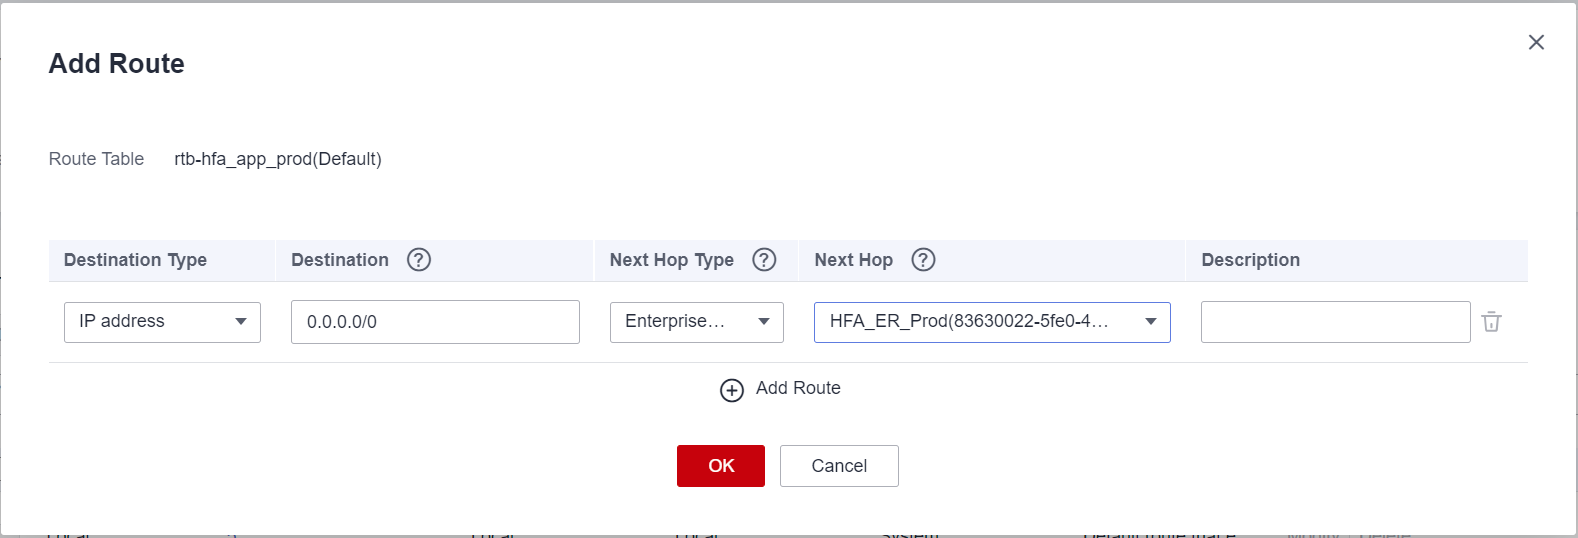 Add Route
Route Table rtb-hfa_app_prod(Default)
Destination Type Destination ? Next Hop Type ? Next Hop ? Description
IP address 0.0.0.0/0 Enterprise… HFA_ER_Prod(83630022-5fe0-4…
Add Route
OK Cancel